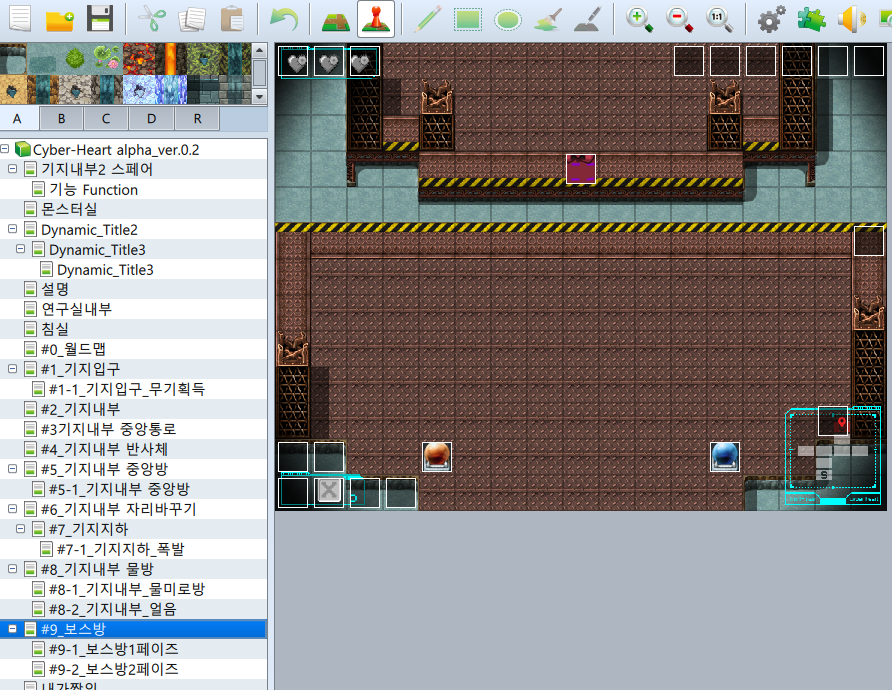 1:1
A B C D R
Cyber-Heart alpha_ver.0.2
기지내부2 스페어
기능 Function
몬스터실
Dynamic_Title2
Dynamic_Title3
Dynamic_Title3
설명
연구실내부
침실
#0_월드맵
#1_기지입구
#1-1_기지입구_무기획득
#2_기지내부
#3기지내부 중앙통로
#4_기지내부 반사체
#5_기지내부 중앙방
#5-1_기지내부 중앙방
#6_기지내부 자리바꾸기
#7_기지지하
#7-1_기지지하_폭발
#8_기지내부 물방
#8-1_기지내부_물미로방
#8-2_기지내부_얼음
#9_보스방
#9-1_보스방1페이즈
#9-2_보스방2페이즈
S